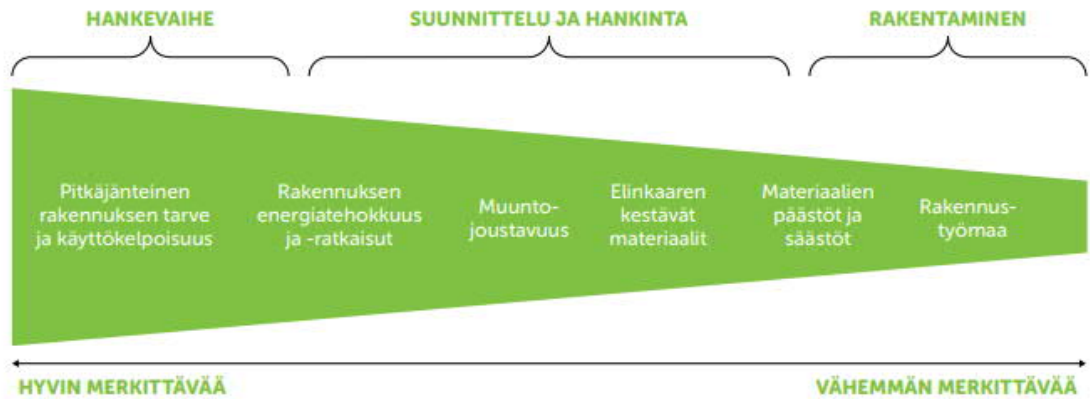 HANKEVAIHE
SUUNNITTELU JA HANKINTA
RAKENTAMINEN
Pitkäjänteinen
rakennuksen tarve
ja käyttökelpoisuus
Rakennuksen
energiatehokkuus
ja -ratkaisut
Muunto-
joustavuus
Elinkaaren
kestävät
materiaalit
Materiaalien
päästöt ja
säästöt
Rakennus-
työmaa
HYVIN MERKITTÄVÄÄ
VÄHEMMÄN MERKITTÄVÄÄ